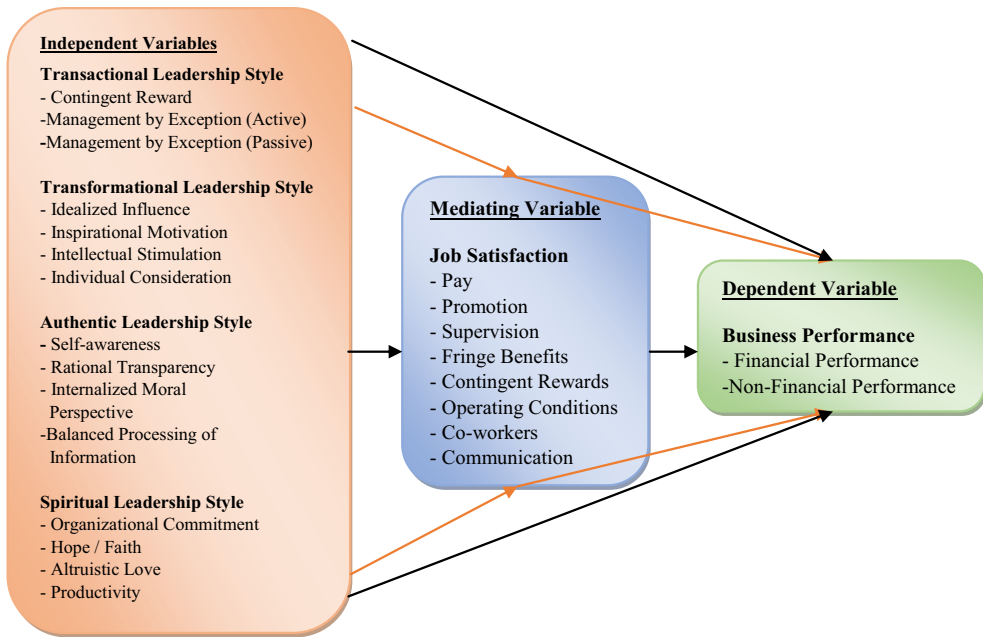 Independent Variables
Transactional Leadership Style
- Contingent Reward
-Management by Exception (Active)
-Management by Exception (Passive)
Transformational Leadership Style
- Idealized Influence
- Inspirational Motivation
- Intellectual Stimulation
- Individual Consideration
Authentic Leadership Style
- Self-awareness
- Rational Transparency
- Internalized Moral
Perspective
-Balanced Processing of
Information
Spiritual Leadership Style
- Organizational Commitment
- Hope / Faith
- Altruistic Love
- Productivity
Mediating Variable
Job Satisfaction
- Pay
- Promotion
- Supervision
- Fringe Benefits
- Contingent Rewards
- Operating Conditions
- Co-workers
- Communication
Dependent Variable
Business Performance
- Financial Performance
-Non-Financial Performance